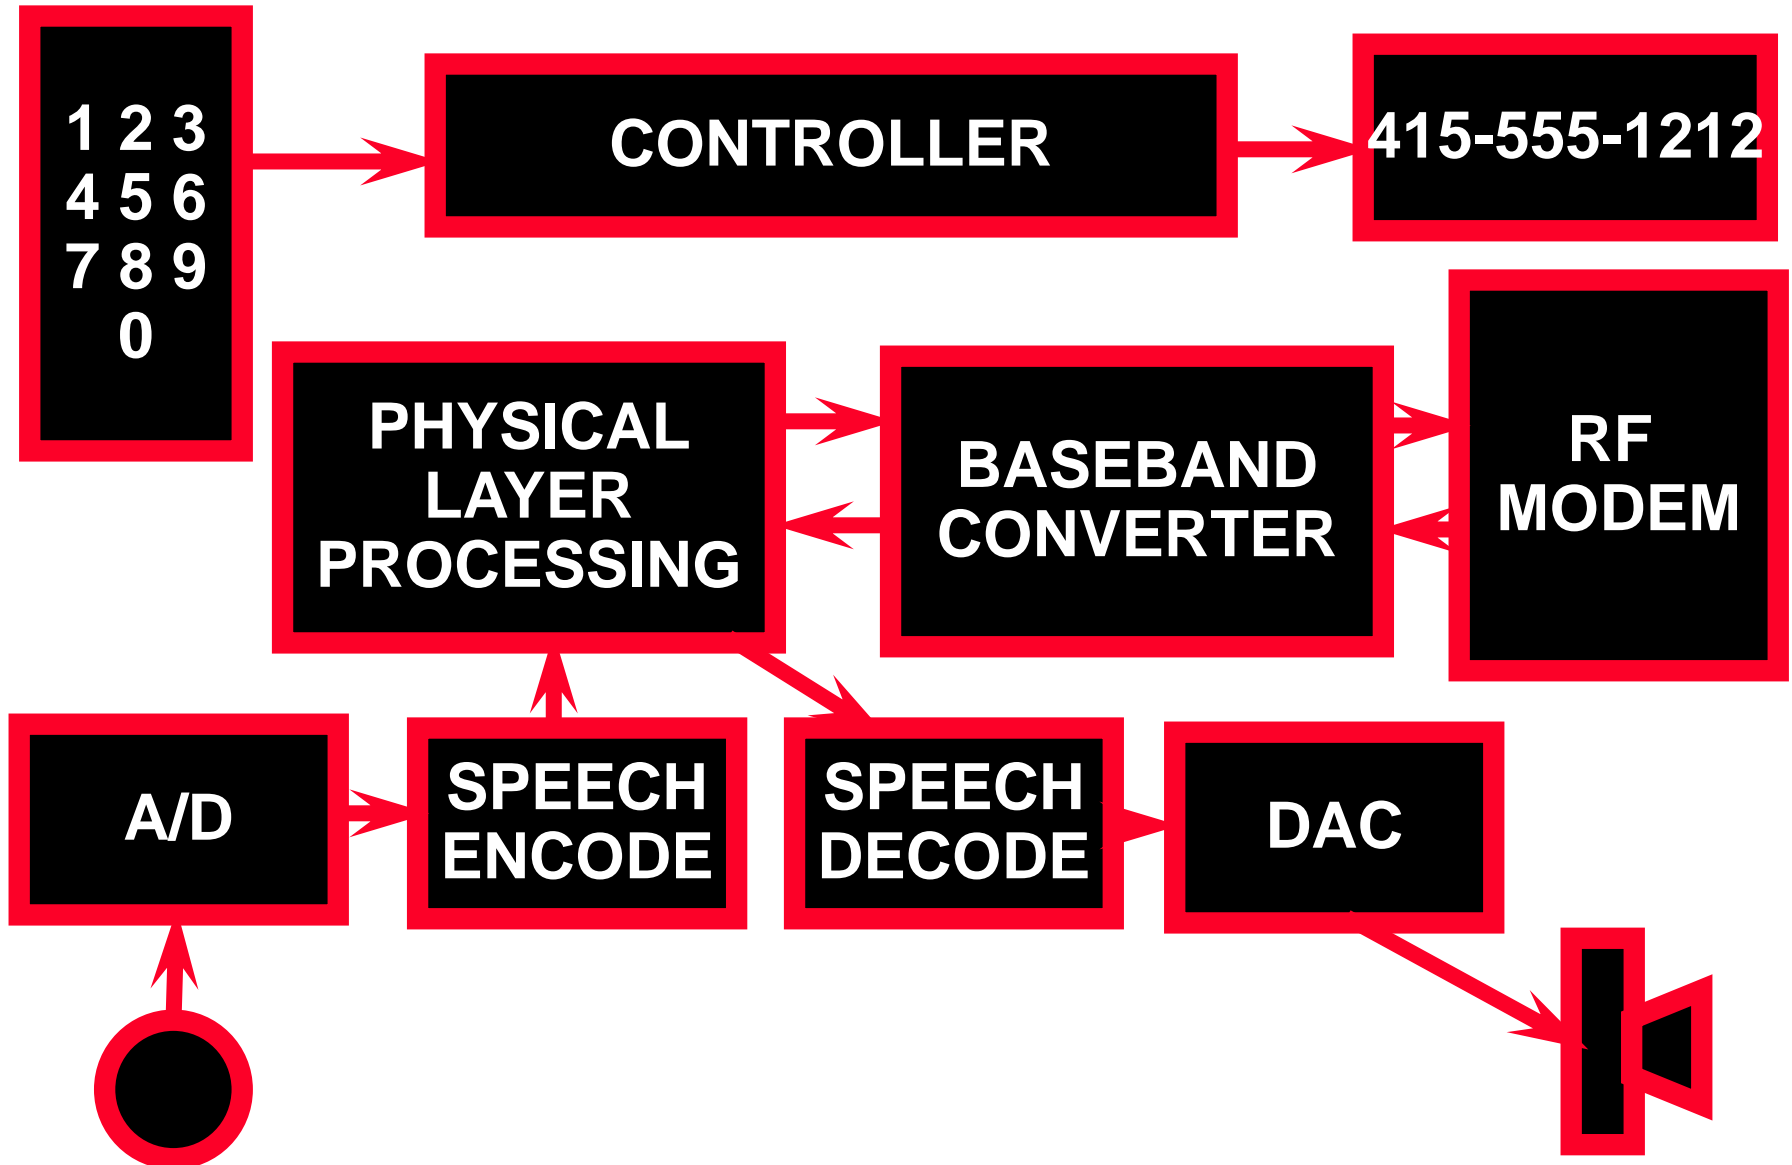 1 2 3
4 5 6
7 8 9
0
CONTROLLER
415-555-1212
PHYSICAL
LAYER
PROCESSING
BASEBAND
CONVERTER
RF
MODEM
A/D
SPEECH
ENCODE
SPEECH
DECODE
DAC